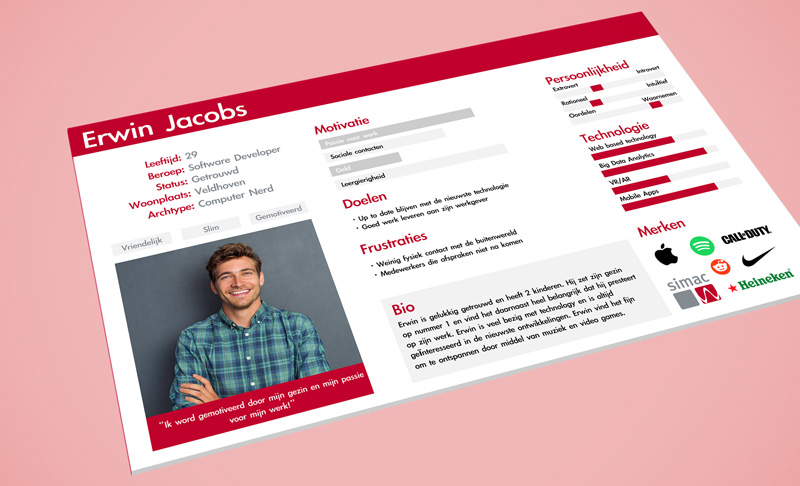 Erwin Jacobs
Leeftijd: 29
Beroep: Software Developer
Status: Getrouwd
Woonplaats: Veldhoven
Archtype: Computer Nerd
Vriendelijk
Slim
Gemotiveerd
"Ik word gemotiveerd door mijn gezin en mijn passie
voor mijn werk!"
Motivatie
Passie voor werk
Sociale contacten
Geld
Leergierigheid
Doelen
• Up to date blijven met de nieuwste technologie
• Goed werk leveren aan zijn werkgever
Frustraties
• Weinig fysiek contact met de buitenwereld
• Medewerkers die afspraken niet na komen
Bio
Erwin is gelukkig getrouwd en heeft 2 kinderen. Hij zet zijn gezin
op nummer 1 en vind het daarnaast heel belangrijk dat hij presteert
op zijn werk. Erwin is veel bezig met technology en is altijd
geïnteresseerd in de nieuwste ontwikkelingen. Erwin vind het fijn
om te ontspannen door middel van muziek en video games.
Persoonlijkheid
Extravert Introvert
Rationeel Intuïtief
Oordelen Waarnemen
Technologie
Web based technology
Big Data Analytics
VR/AR
Mobile Apps
Merken
CALL OF DUTY
simac
Heineken